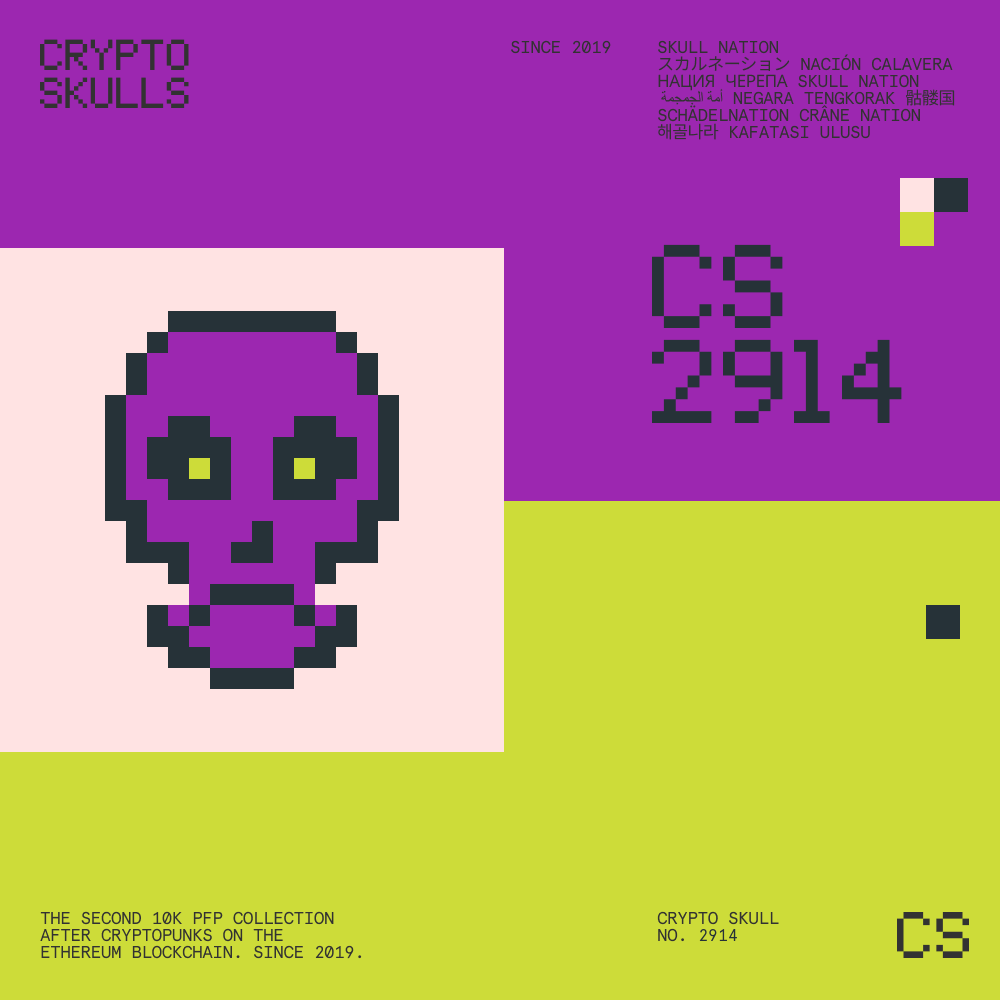 CRYPTO
SKULLS
SINCE 2019
SKULL NATION
スカルネーション NACIÓN CALAVERA
НАЦИЯ ЧЕРЕПА SKULL NATION
أمة الجمجمة NEGARA TENGKORAK 骷髅国
SCHÄDELNATION CRÂNE NATION
해골나라 KAFATASI ULUSU
CS
2914
THE SECOND 10K PFP COLLECTION
AFTER CRYPTOPUNKS ON THE
ETHEREUM BLOCKCHAIN. SINCE 2019.
CRYPTO SKULL
NO. 2914
CS